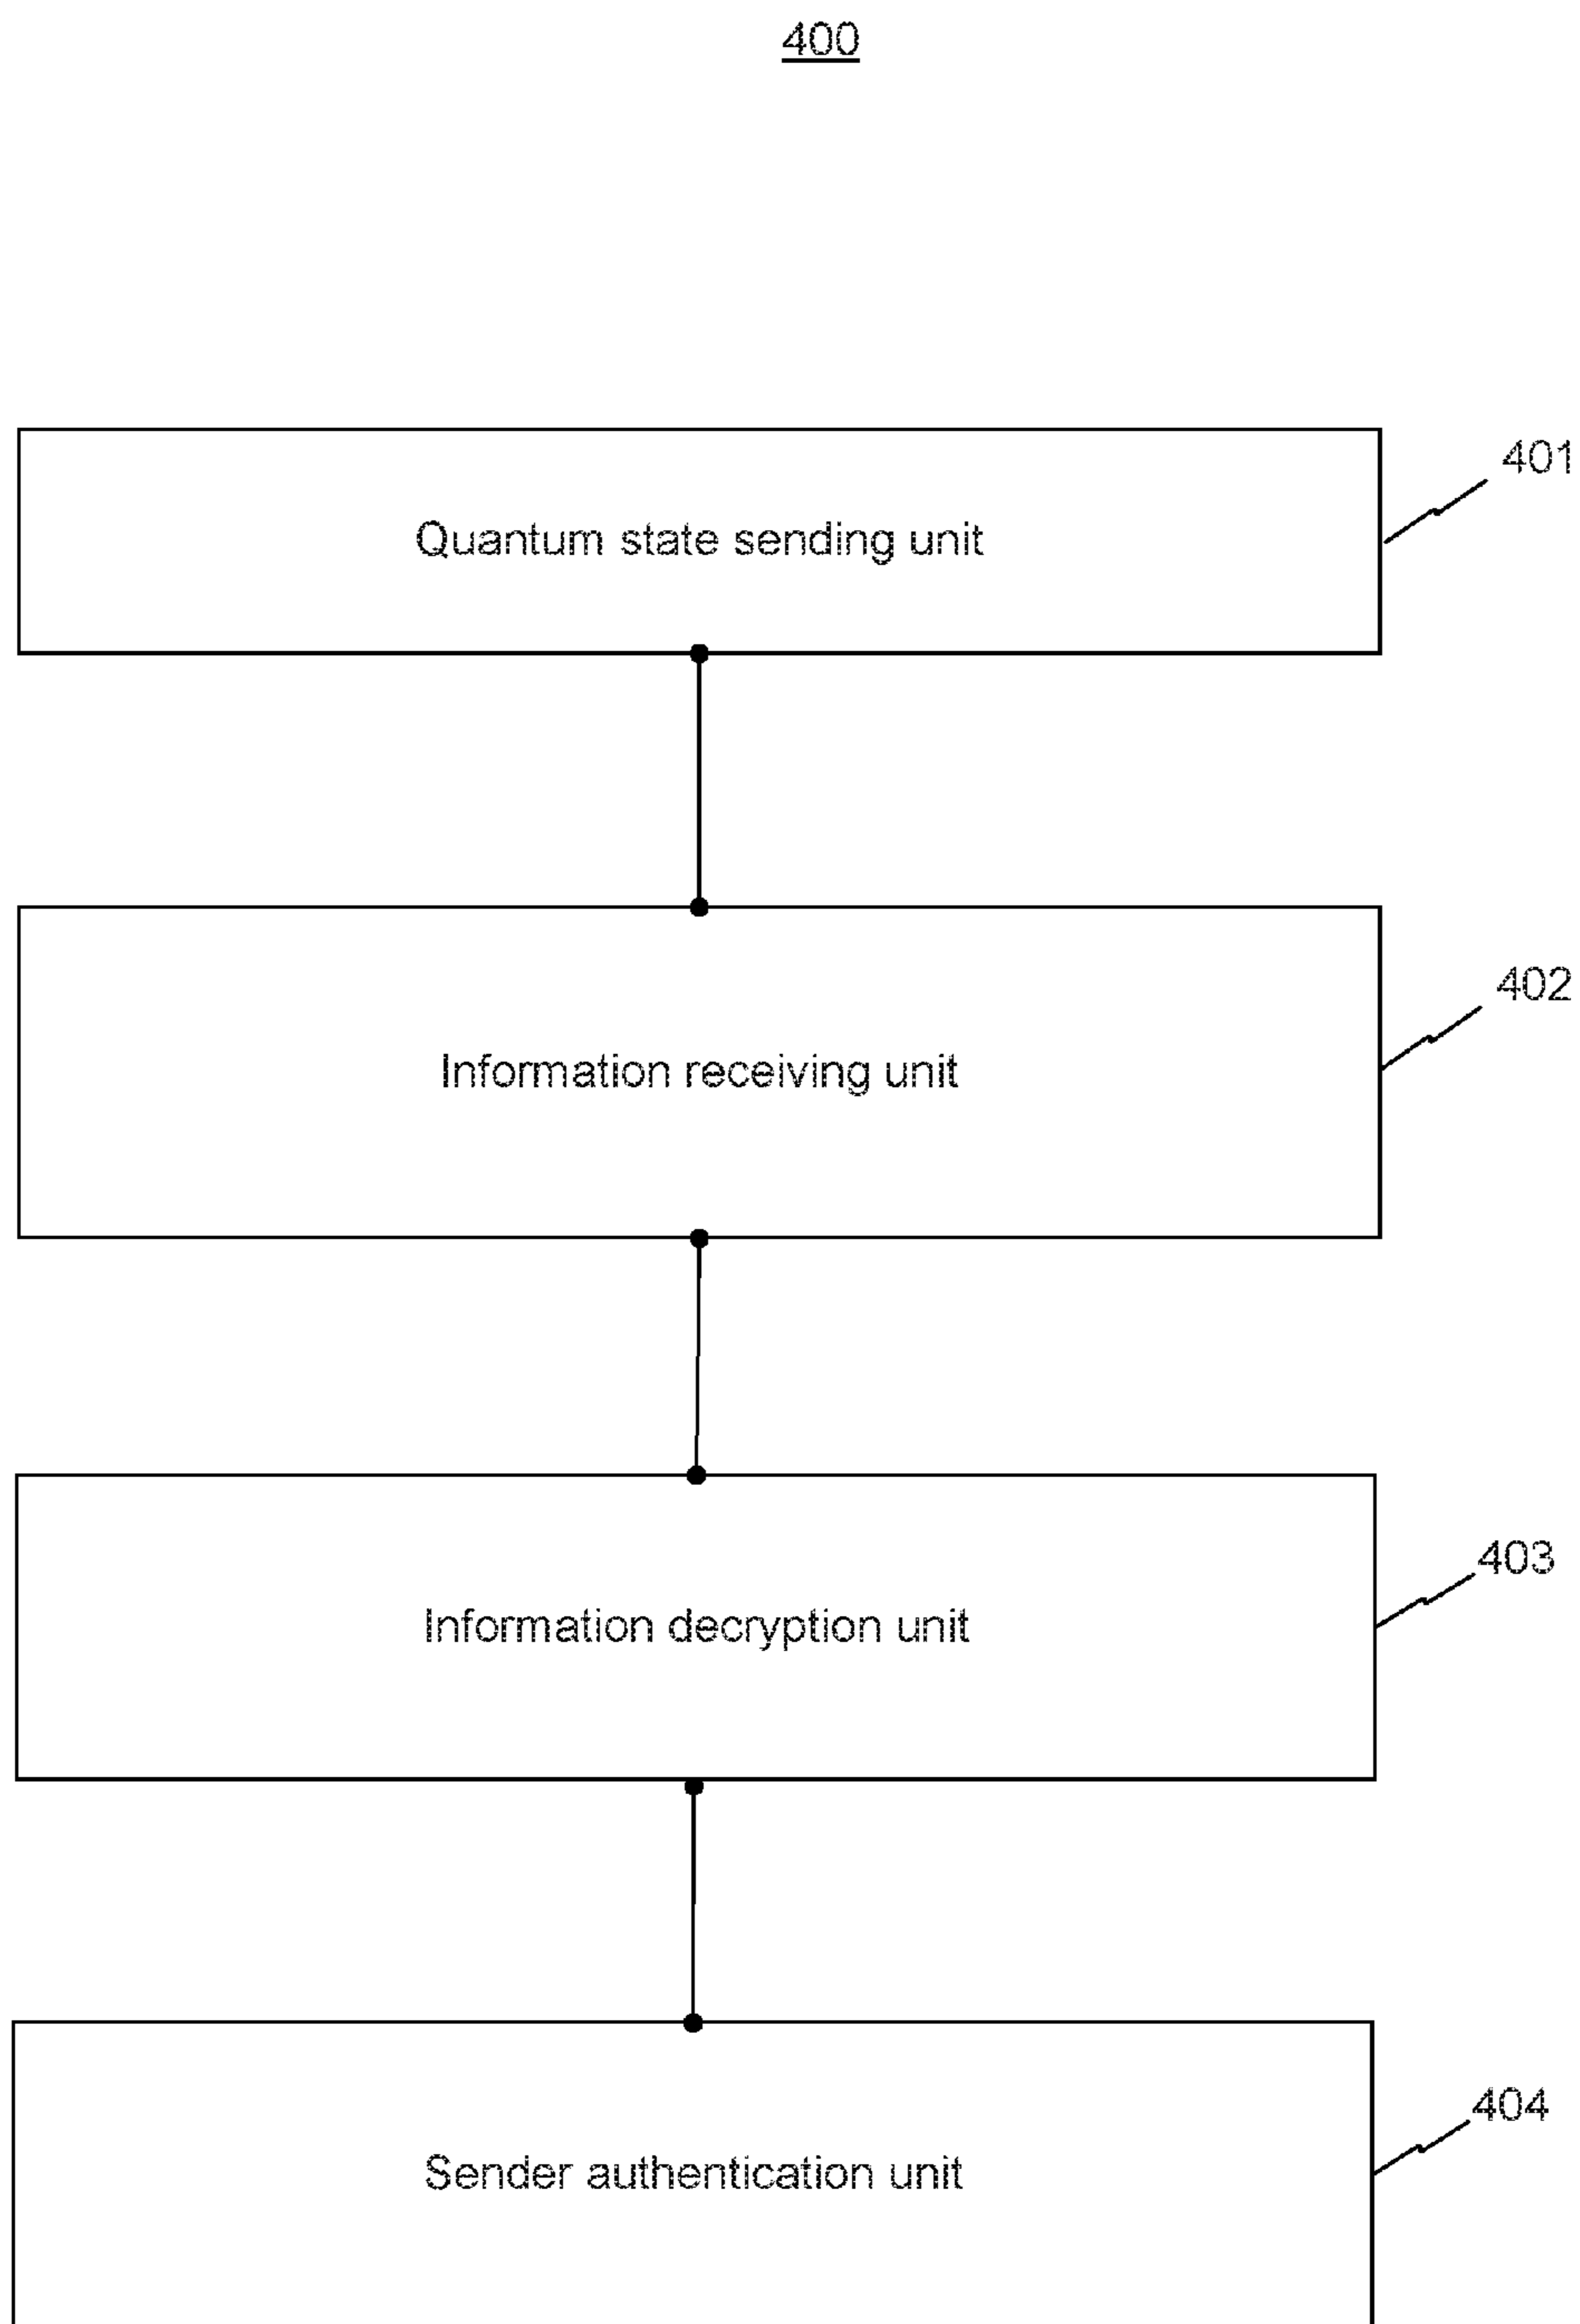 400
401
Quantum state sending unit
402
Information receiving unit
403
Information decryption unit
404
Sender authentication unit